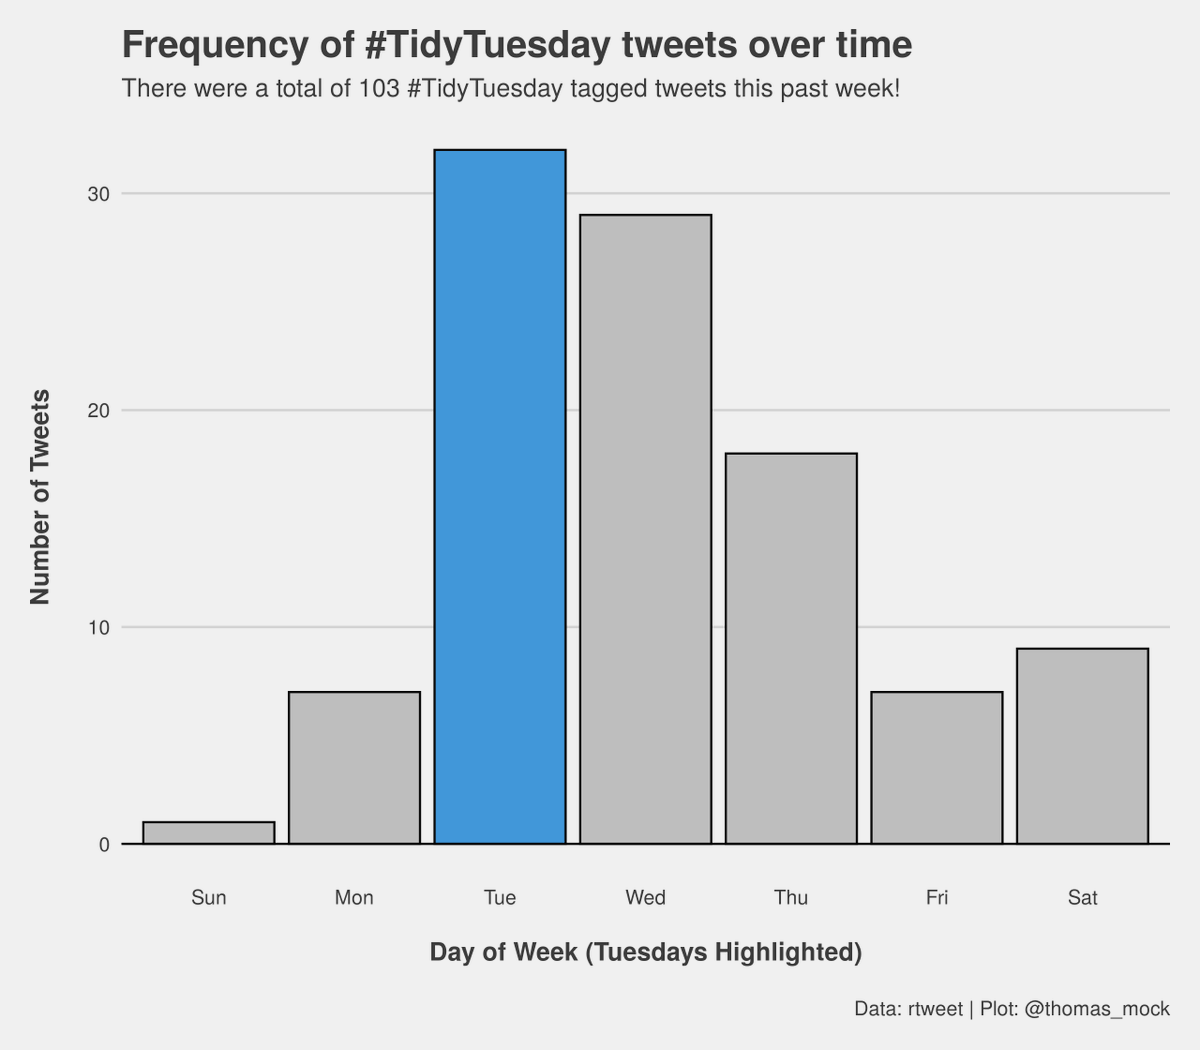 Frequency of #TidyTuesday tweets over time
There were a total of 103 #TidyTuesday tagged tweets this past week!
Number of Tweets
30
20
10
0
Sun Mon Tue Wed Thu Fri Sat
Day of Week (Tuesdays Highlighted)
Data: rtweet | Plot: @thomas_mock